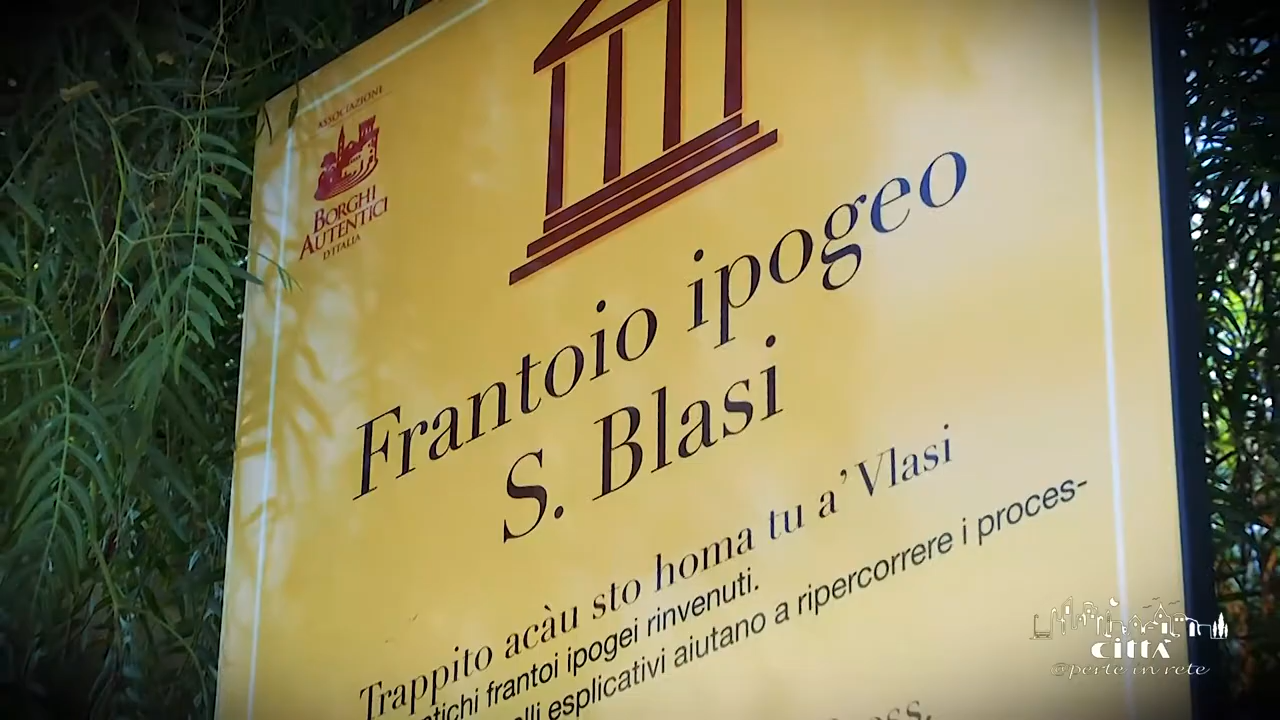 ASSOCIAZIONE
BORGHI
AUTENTICI
D'ITALIA
Frantoio ipogeo
S. Blasi
Trappito acàu sto homa tu a' Vlasi
frantoi ipogei rinvenuti.
esplicativi aiutano a ripercorrere i proces-
CITTÀ
@perte in rete